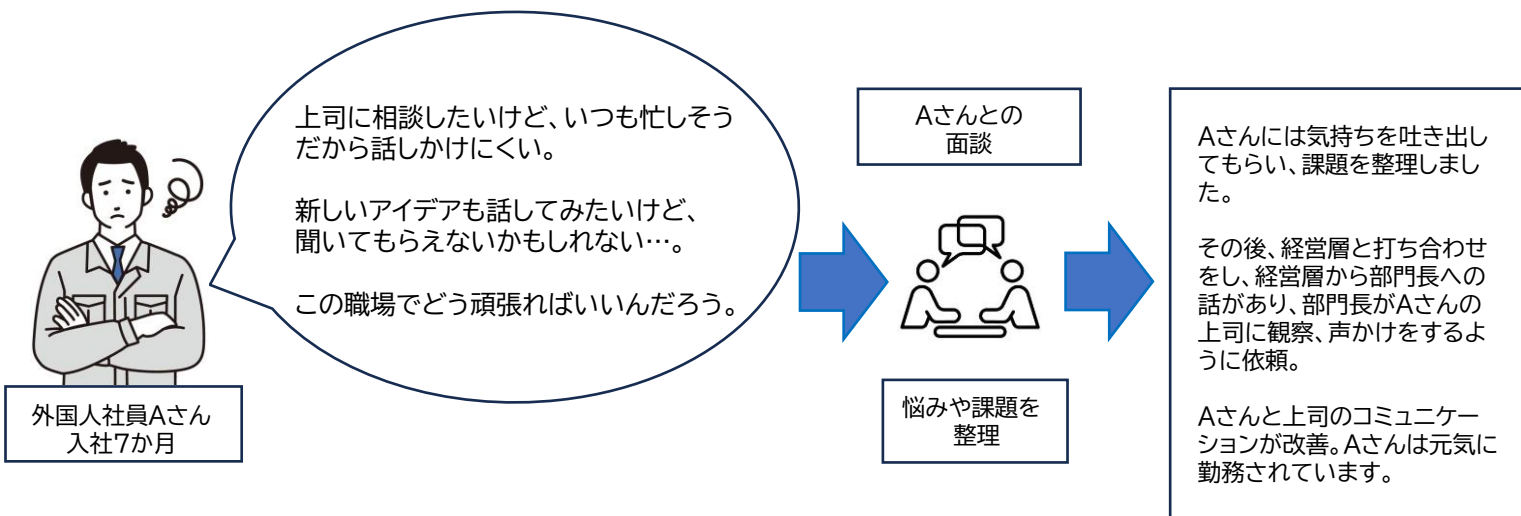 上司に相談したいけど、いつも忙しそう
だから話しかけにくい。
新しいアイデアも話してみたいけど、
聞いてもらえないかもしれない…。
この職場でどう頑張ればいいんだろう。
外国人社員Aさん
入社7か月
Aさんとの
面談
悩みや課題を
整理
Aさんには気持ちを吐き出し
てもらい、課題を整理しまし
た。
その後、経営層と打ち合わせ
をし、経営層から部門長への
話があり、部門長がAさんの
上司に観察、声かけをするよ
うに依頼。
Aさんと上司のコミュニケー
ションが改善。Aさんは元気に
勤務されています。